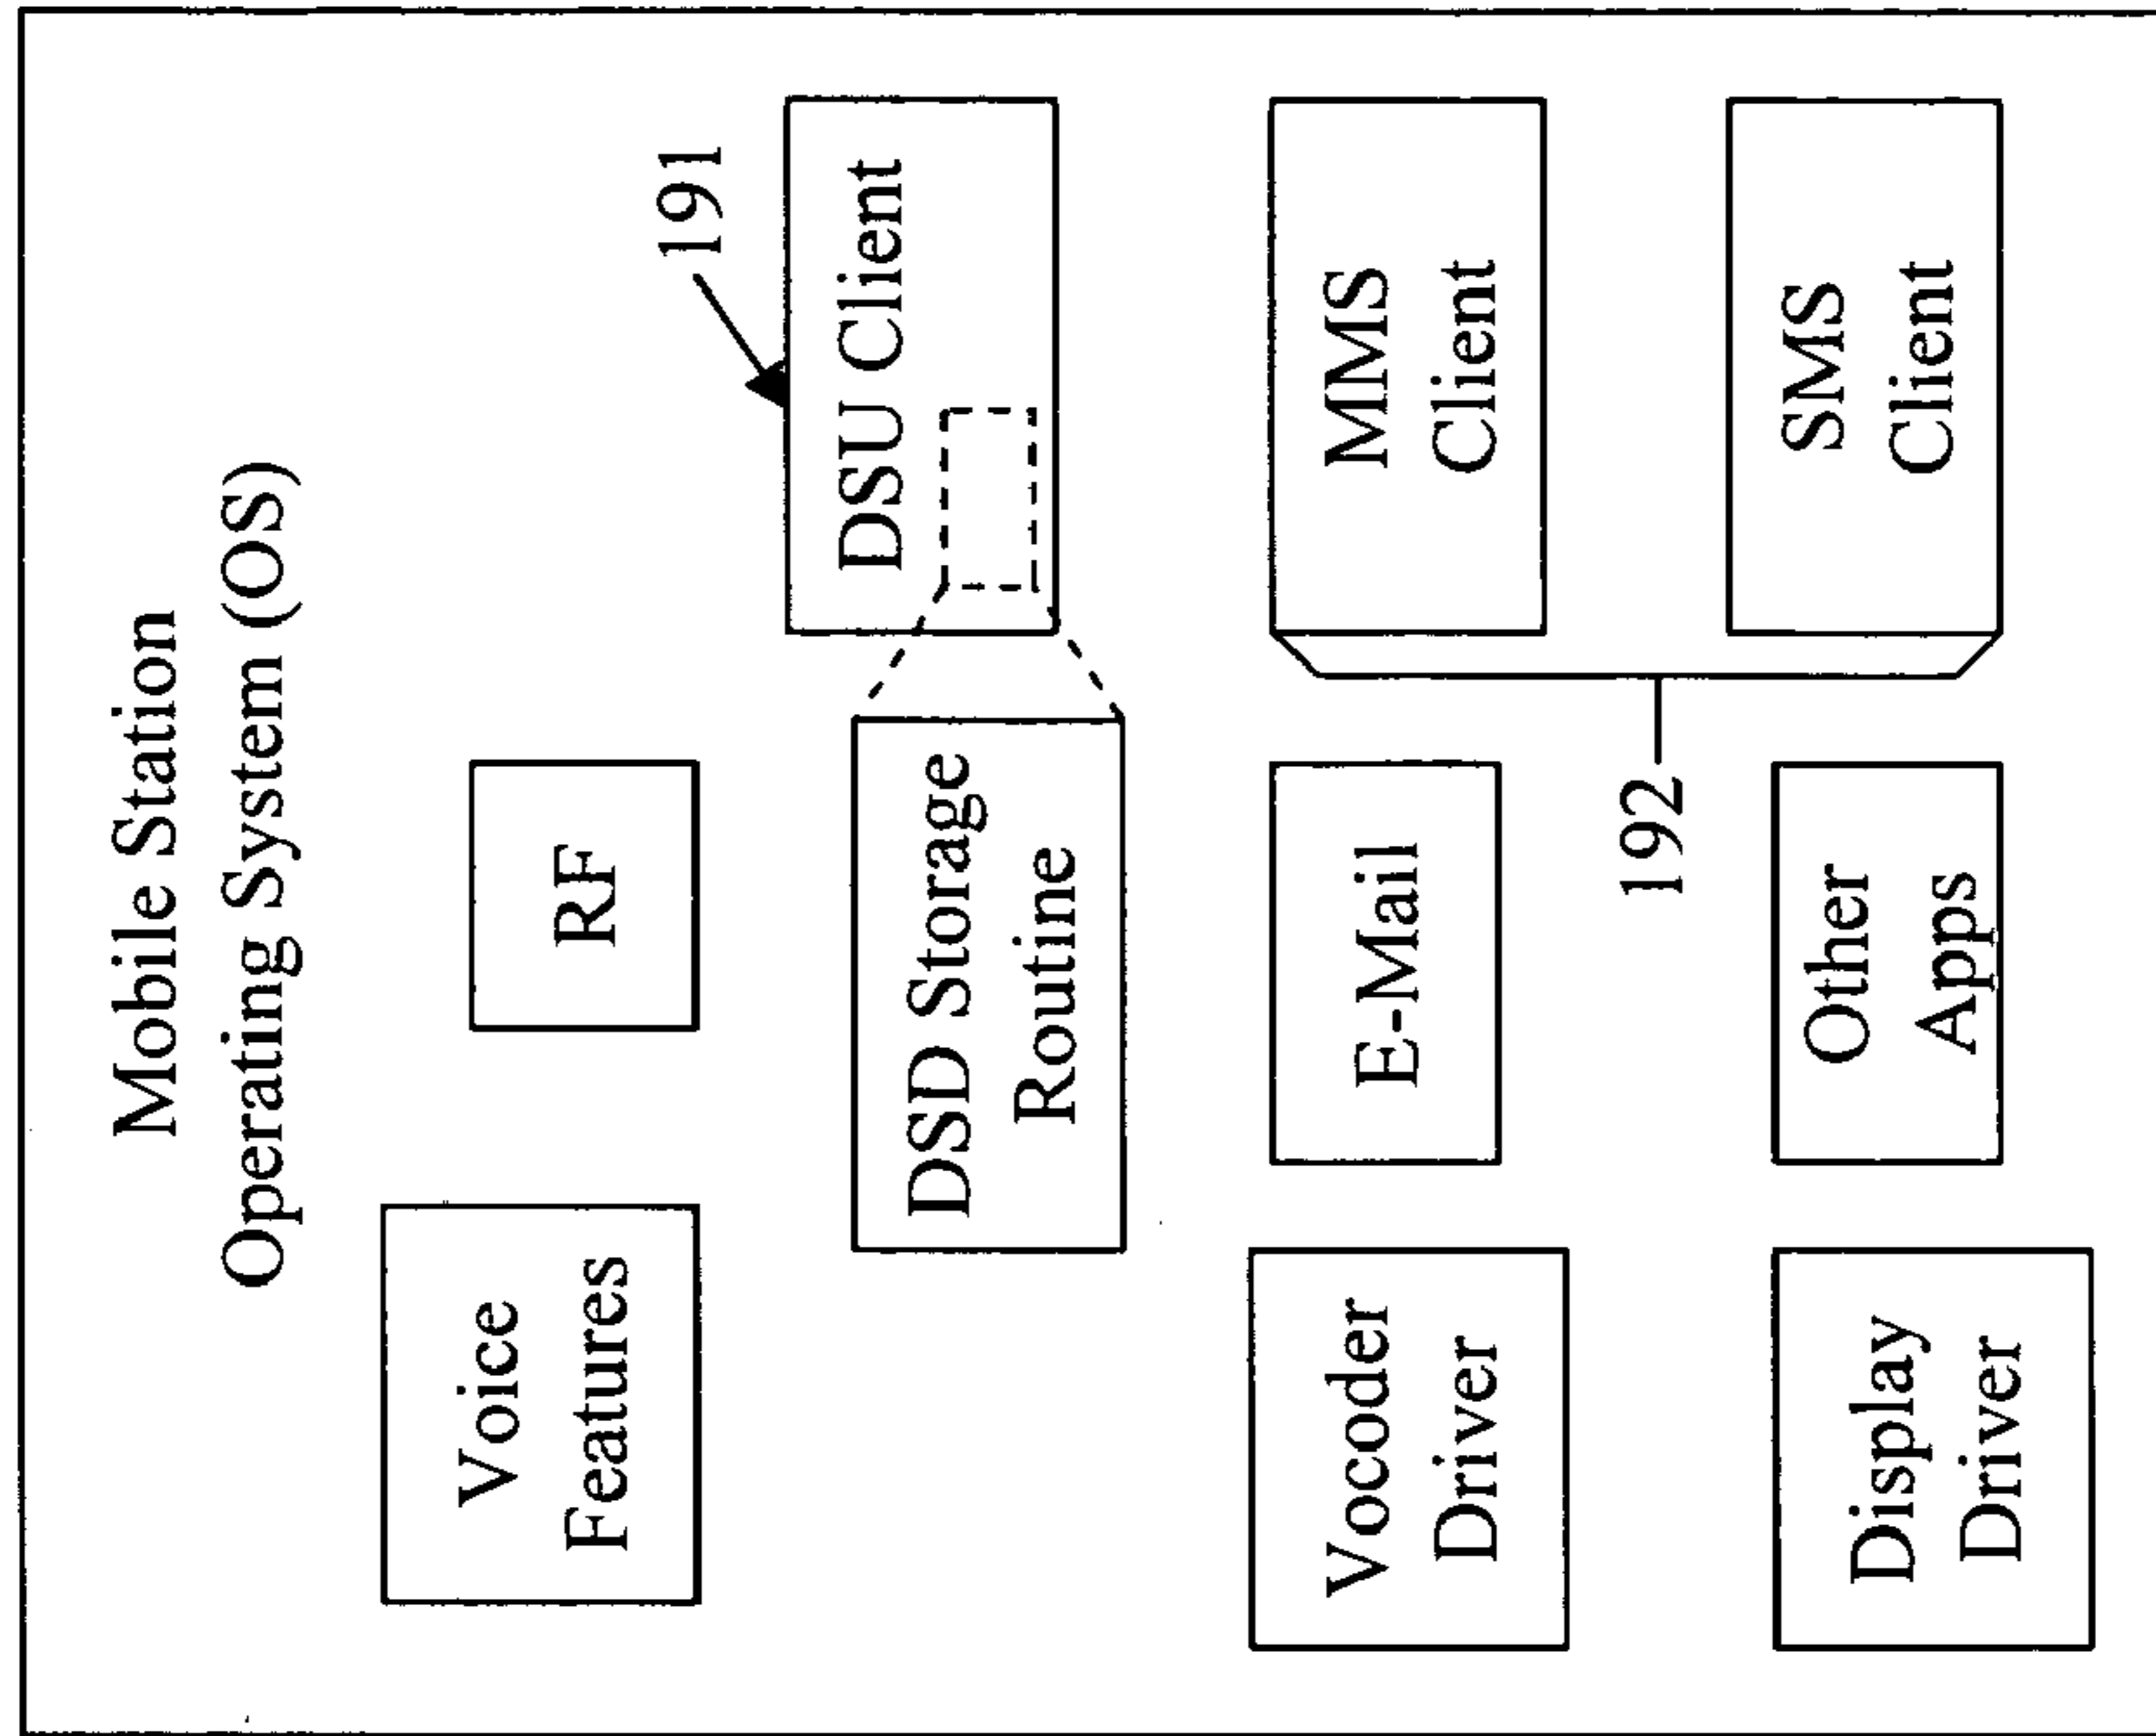 Mobile Station
Operating System (OS)
Voice
Features
RF
191
DSU Client
DSD Storage
Routine
Vocoder
Driver
E-Mail
MMS
Client
192
Display
Driver
Other
Apps
SMS
Client